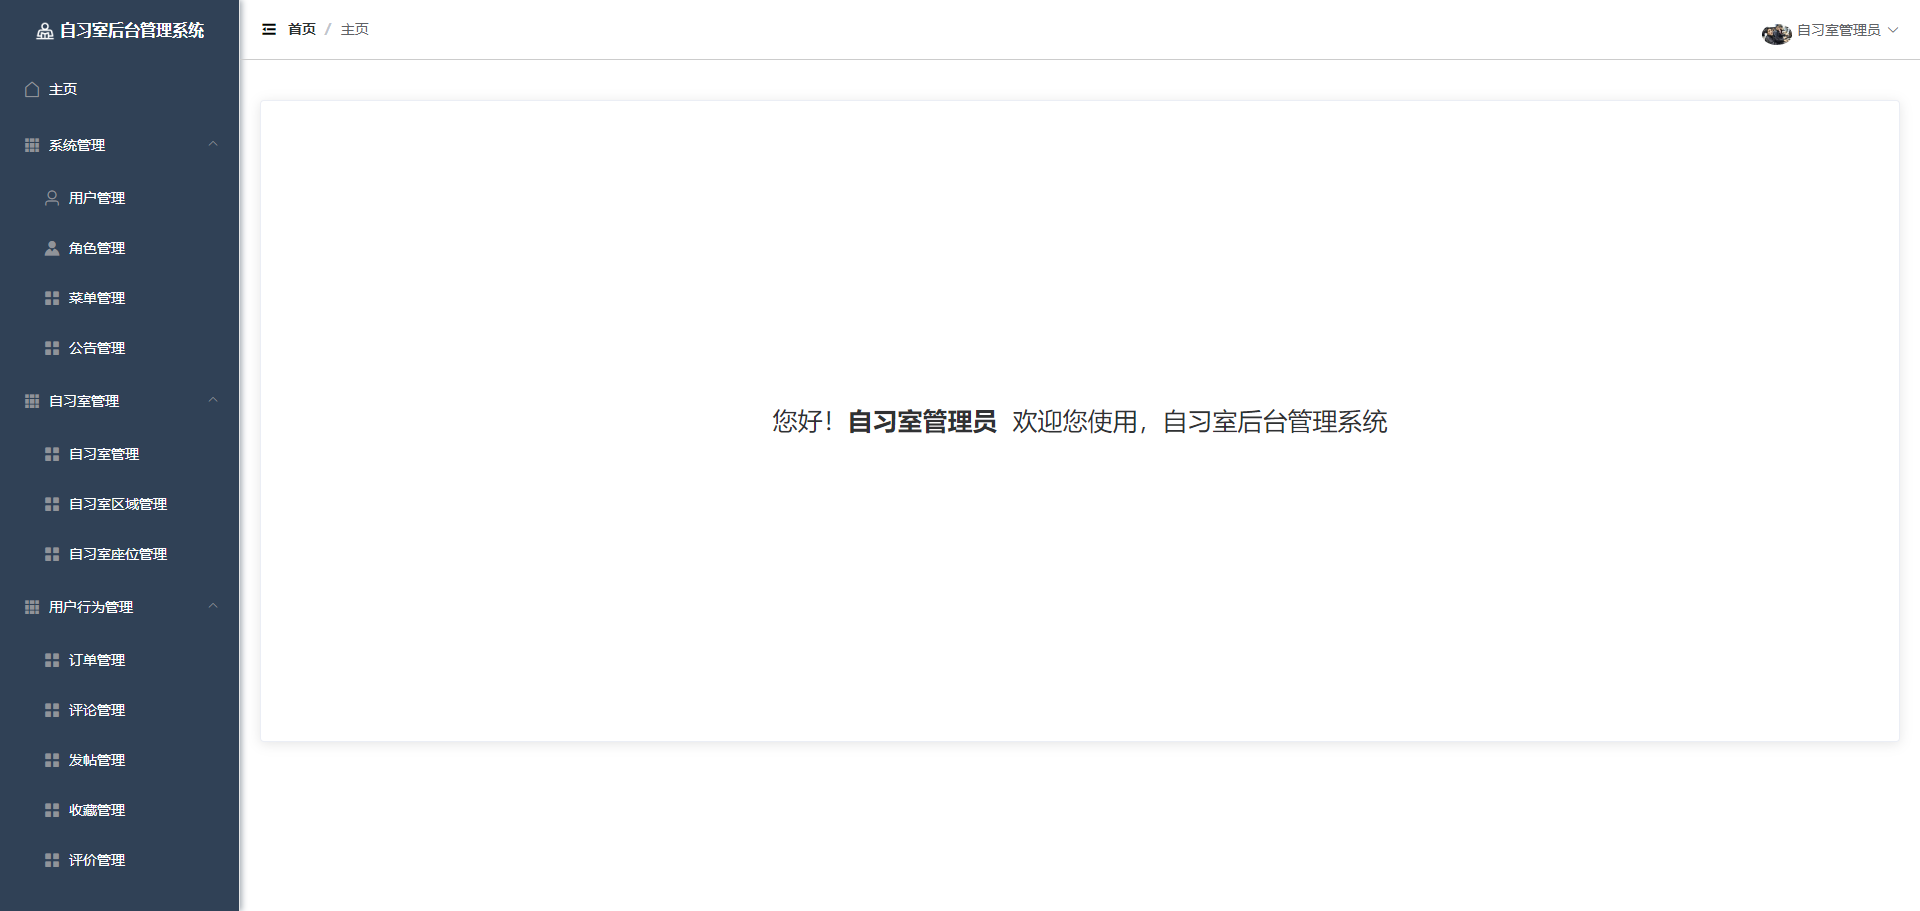 自习室后台管理系统
首页 / 主页
自习室管理员
主页
系统管理
用户管理
角色管理
菜单管理
公告管理
自习室管理
自习室管理
自习室区域管理
自习室座位管理
用户行为管理
订单管理
评论管理
发帖管理
收藏管理
评价管理
您好！自习室管理员 欢迎您使用，自习室后台管理系统